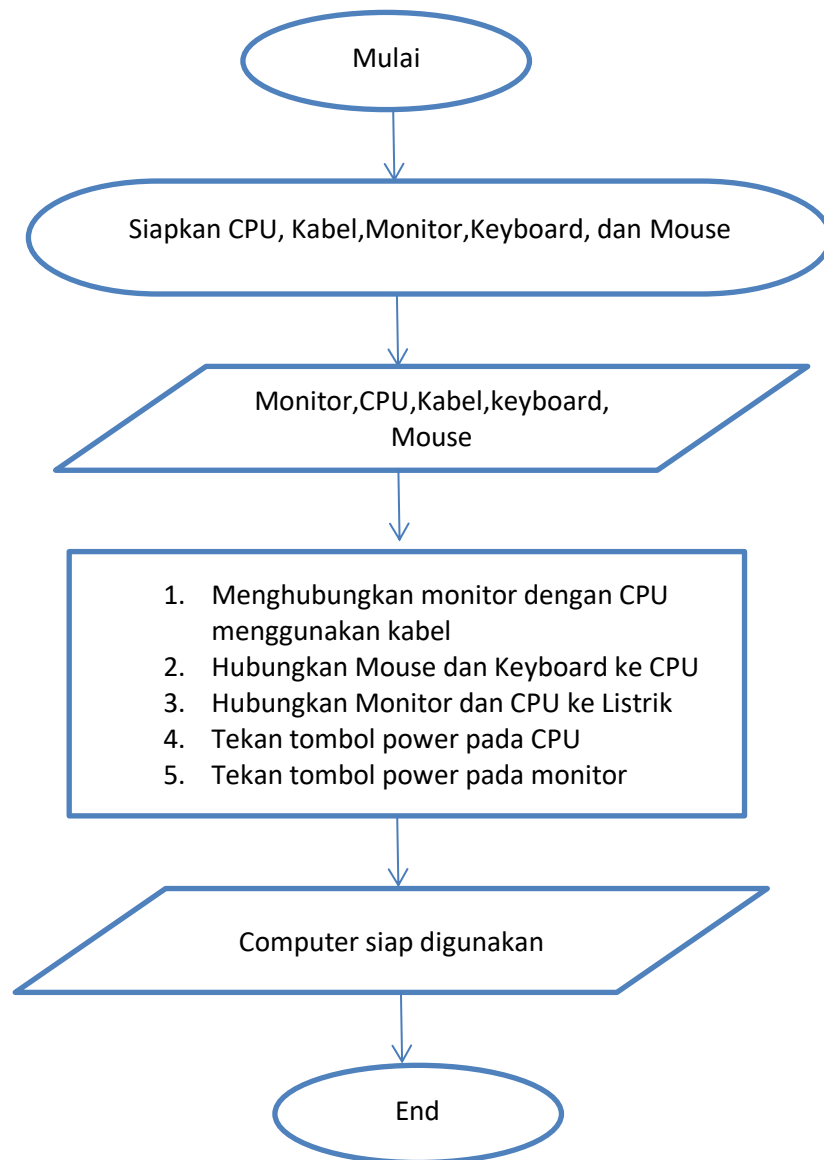 Mulai
Siapkan CPU, Kabel,Monitor,Keyboard, dan Mouse
Monitor,CPU,Kabel,keyboard,
Mouse
1. Menghubungkan monitor dengan CPU
menggunakan kabel
2. Hubungkan Mouse dan Keyboard ke CPU
3. Hubungkan Monitor dan CPU ke Listrik
4. Tekan tombol power pada CPU
5. Tekan tombol power pada monitor
Computer siap digunakan
End